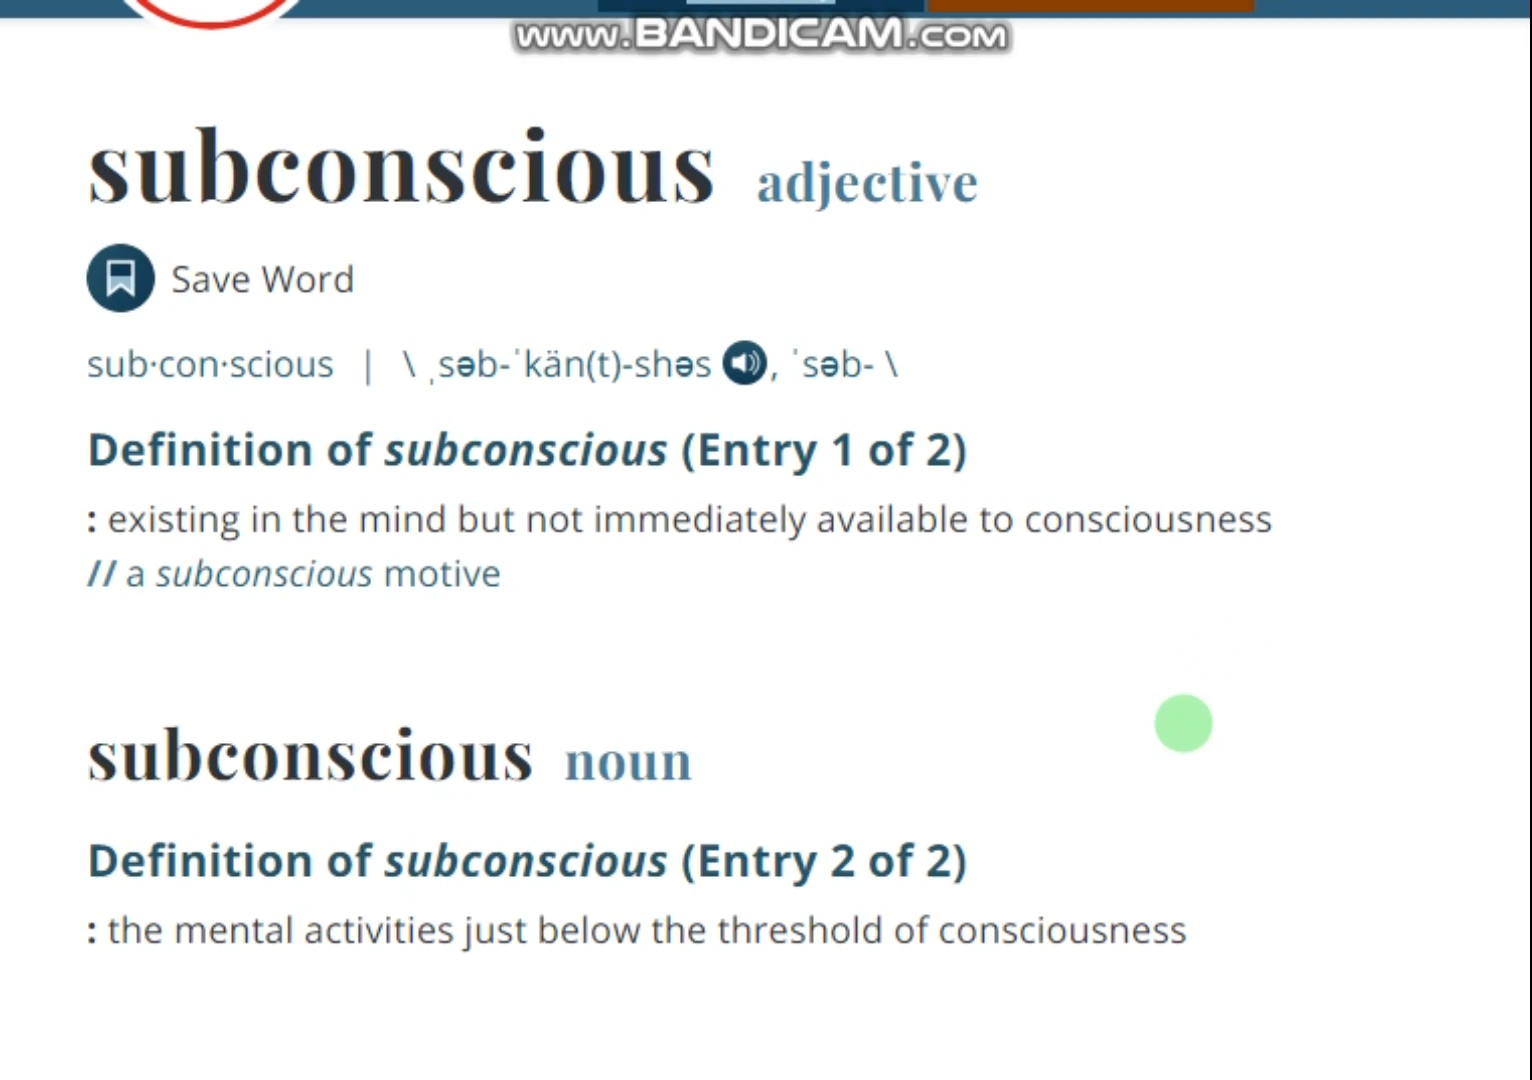 www.BANDICAM.com
subconscious adjective
Save Word
sub·con·scious | \ ˌsəb-ˈkän(t)-shəs , ˈsəb- \
Definition of subconscious (Entry 1 of 2)
: existing in the mind but not immediately available to consciousness
// a subconscious motive
subconscious noun
Definition of subconscious (Entry 2 of 2)
: the mental activities just below the threshold of consciousness